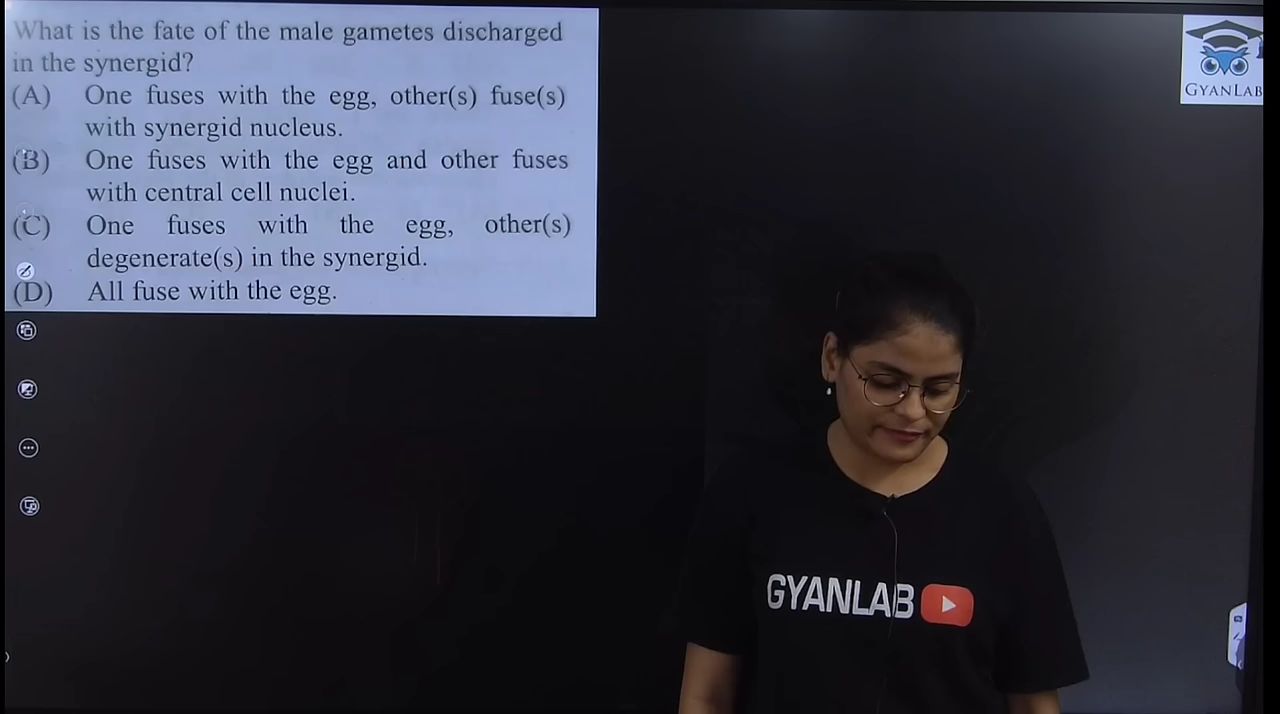 What is the fate of the male gametes discharged
in the synergid?
(A) One fuses with the egg, other(s) fuse(s)
with synergid nucleus.
(B) One fuses with the egg and other fuses
with central cell nuclei.
(C) One fuses with the egg, other(s)
degenerate(s) in the synergid.
(D) All fuse with the egg.
GYANLAB
GYANLAB